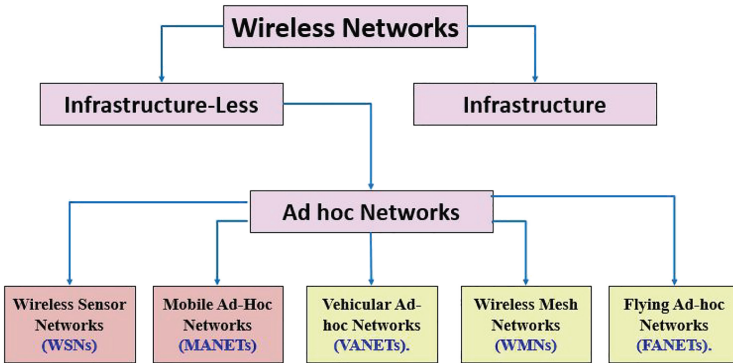 Wireless Networks
Infrastructure-Less
Infrastructure
Ad hoc Networks
Wireless Sensor
Networks
(WSNs)
Mobile Ad-Hoc
Networks
(MANETs)
Vehicular Ad-
hoc Networks
(VANETs).
Wireless Mesh
Networks
(WMNs)
Flying Ad-hoc
Networks
(FANETs).